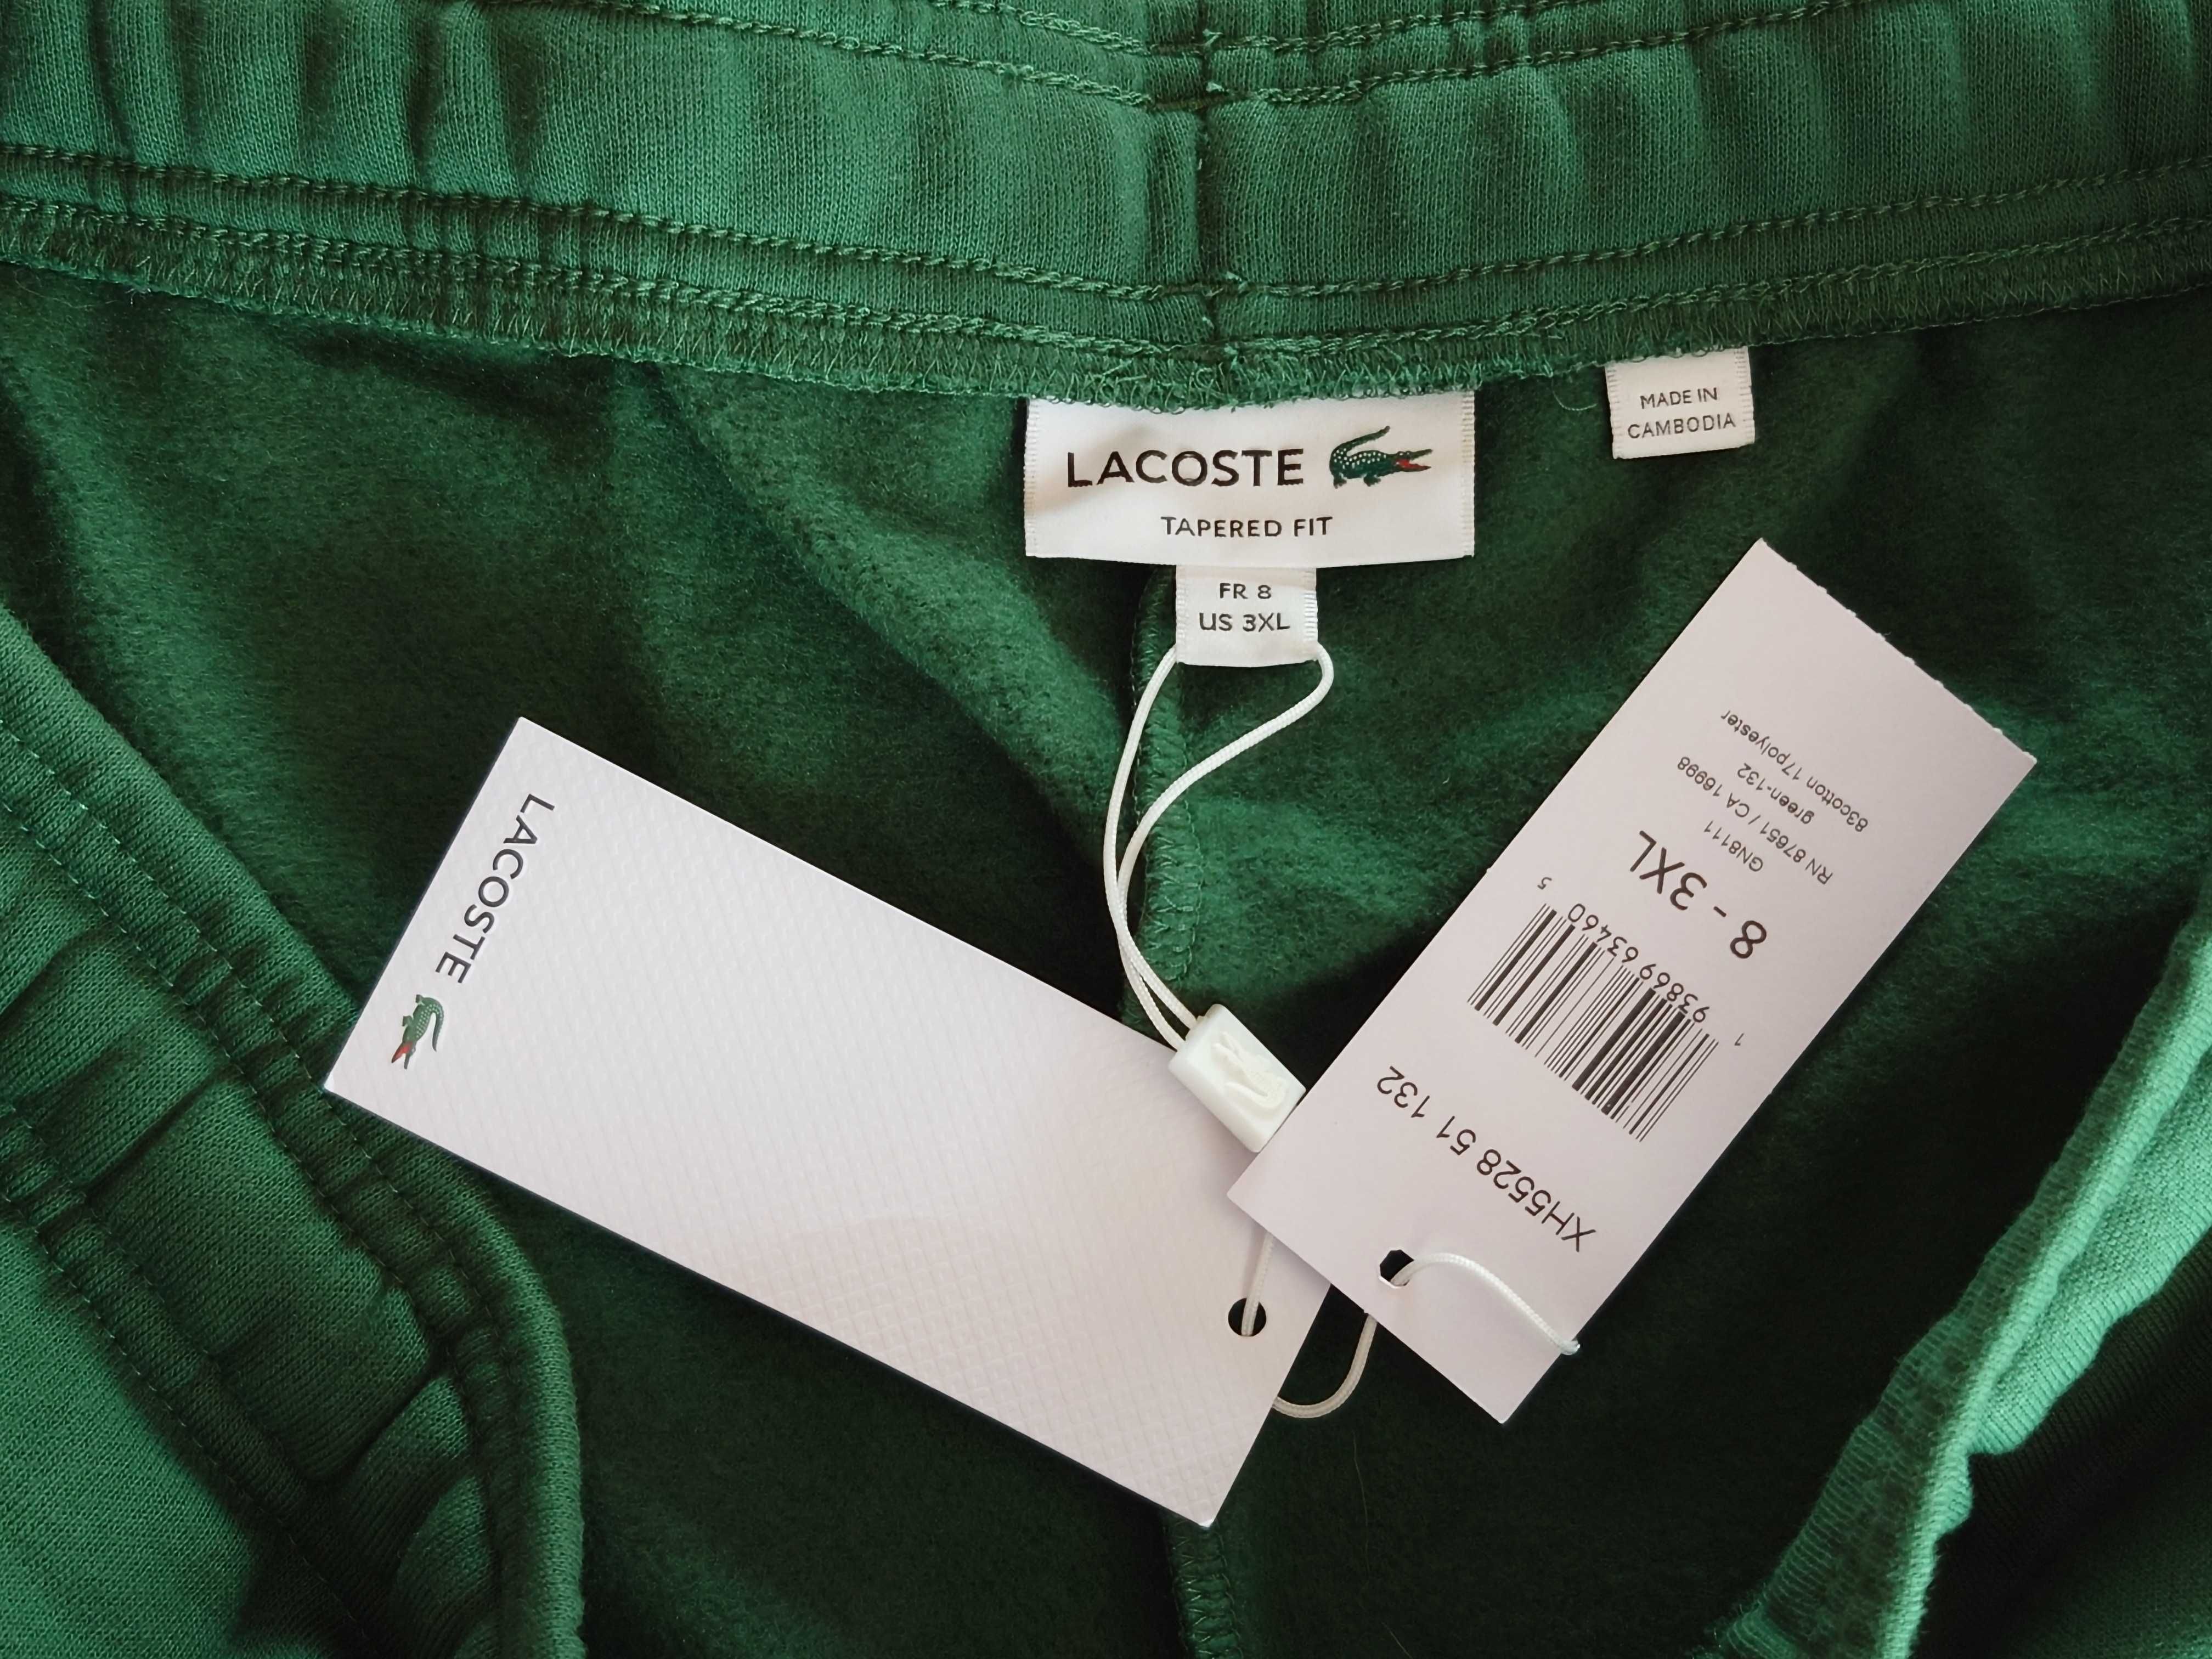 LACOSTE
TAPERED FIT
FR 8
US 3XL
MADE IN
CAMBODIA
LACOSTE
XH5528 51 132
1 93869 63460 5
8 - 3XL
GN8111
RN 87651 / CA 16998
green-132
83cotton 17polyester